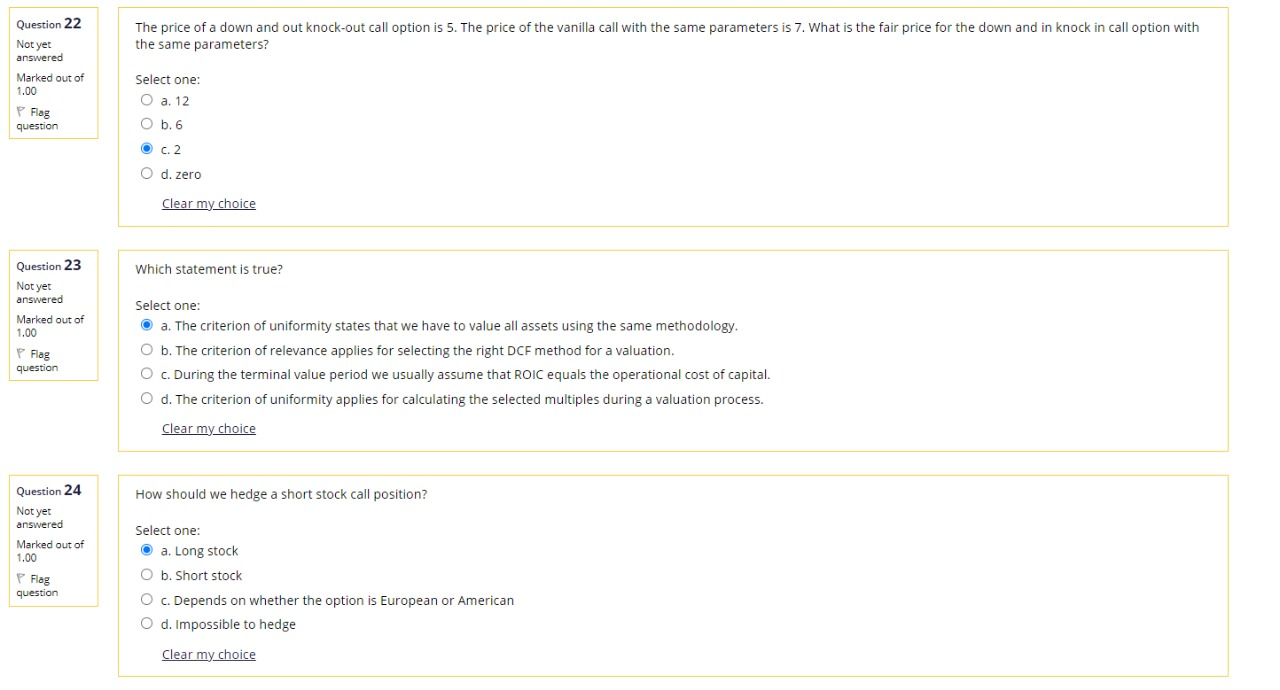 Question 22
Not yet
answered
Marked out of
1.00
Flag
question
The price of a down and out knock-out call option is 5. The price of the vanilla call with the same parameters is 7. What is the fair price for the down and in knock in call option with
the same parameters?
Select one:
a. 12
b. 6
c. 2
d. zero
Clear my choice
Question 23
Not yet
answered
Marked out of
1.00
Flag
question
Which statement is true?
Select one:
a. The criterion of uniformity states that we have to value all assets using the same methodology.
b. The criterion of relevance applies for selecting the right DCF method for a valuation.
c. During the terminal value period we usually assume that ROIC equals the operational cost of capital.
d. The criterion of uniformity applies for calculating the selected multiples during a valuation process.
Clear my choice
Question 24
Not yet
answered
Marked out of
1.00
Flag
question
How should we hedge a short stock call position?
Select one:
a. Long stock
b. Short stock
c. Depends on whether the option is European or American
d. Impossible to hedge
Clear my choice